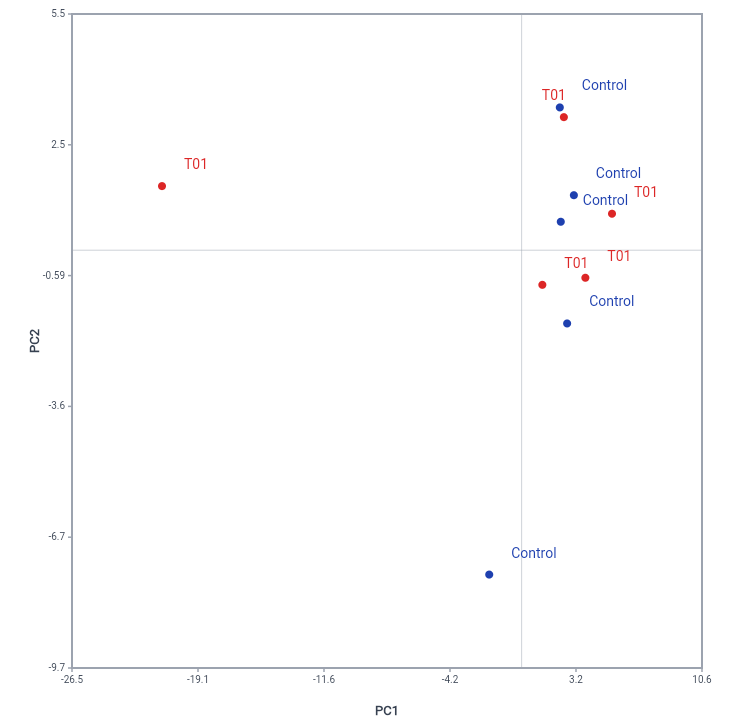 5.5
Control
T01
2.5
T01
Control
T01
Control
T01
T01
-0.59
Control
PC2
-3.6
-6.7
Control
-9.7
-26.5 -19.1 -11.6 -4.2 3.2 10.6
PC1